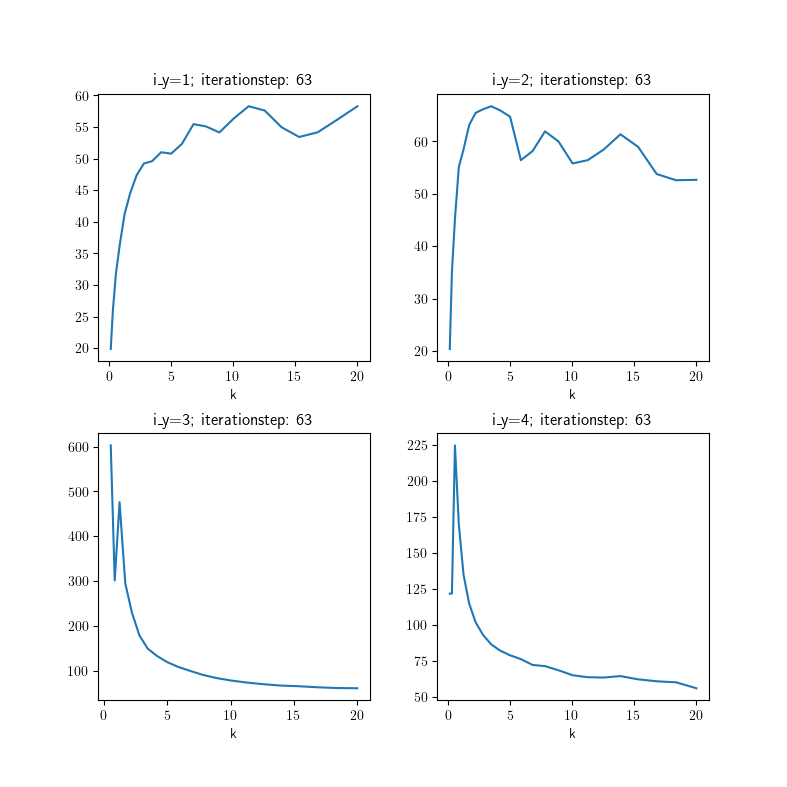 i_y=1; iterationstep: 63
60
55
50
45
40
35
30
25
20
0 5 10 15 20
k
i_y=2; iterationstep: 63
60
50
40
30
20
0 5 10 15 20
k
i_y=3; iterationstep: 63
600
500
400
300
200
100
0 5 10 15 20
k
i_y=4; iterationstep: 63
225
200
175
150
125
100
75
50
0 5 10 15 20
k